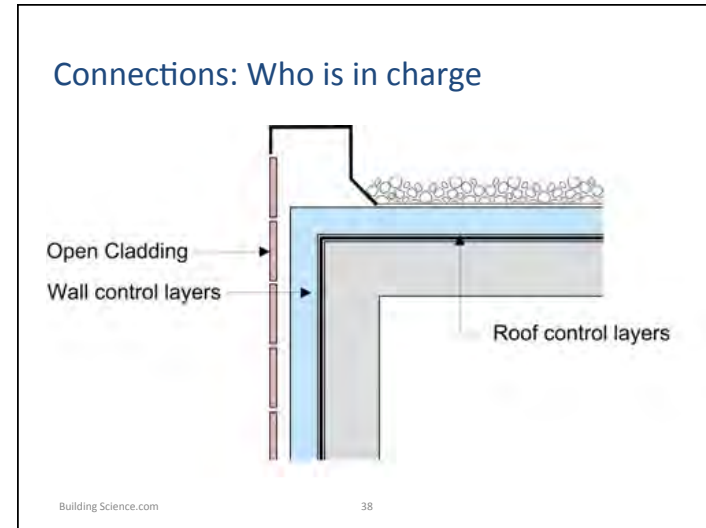 Connections: Who is in charge
Open Cladding
Wall control layers
Roof control layers
Building Science.com
38